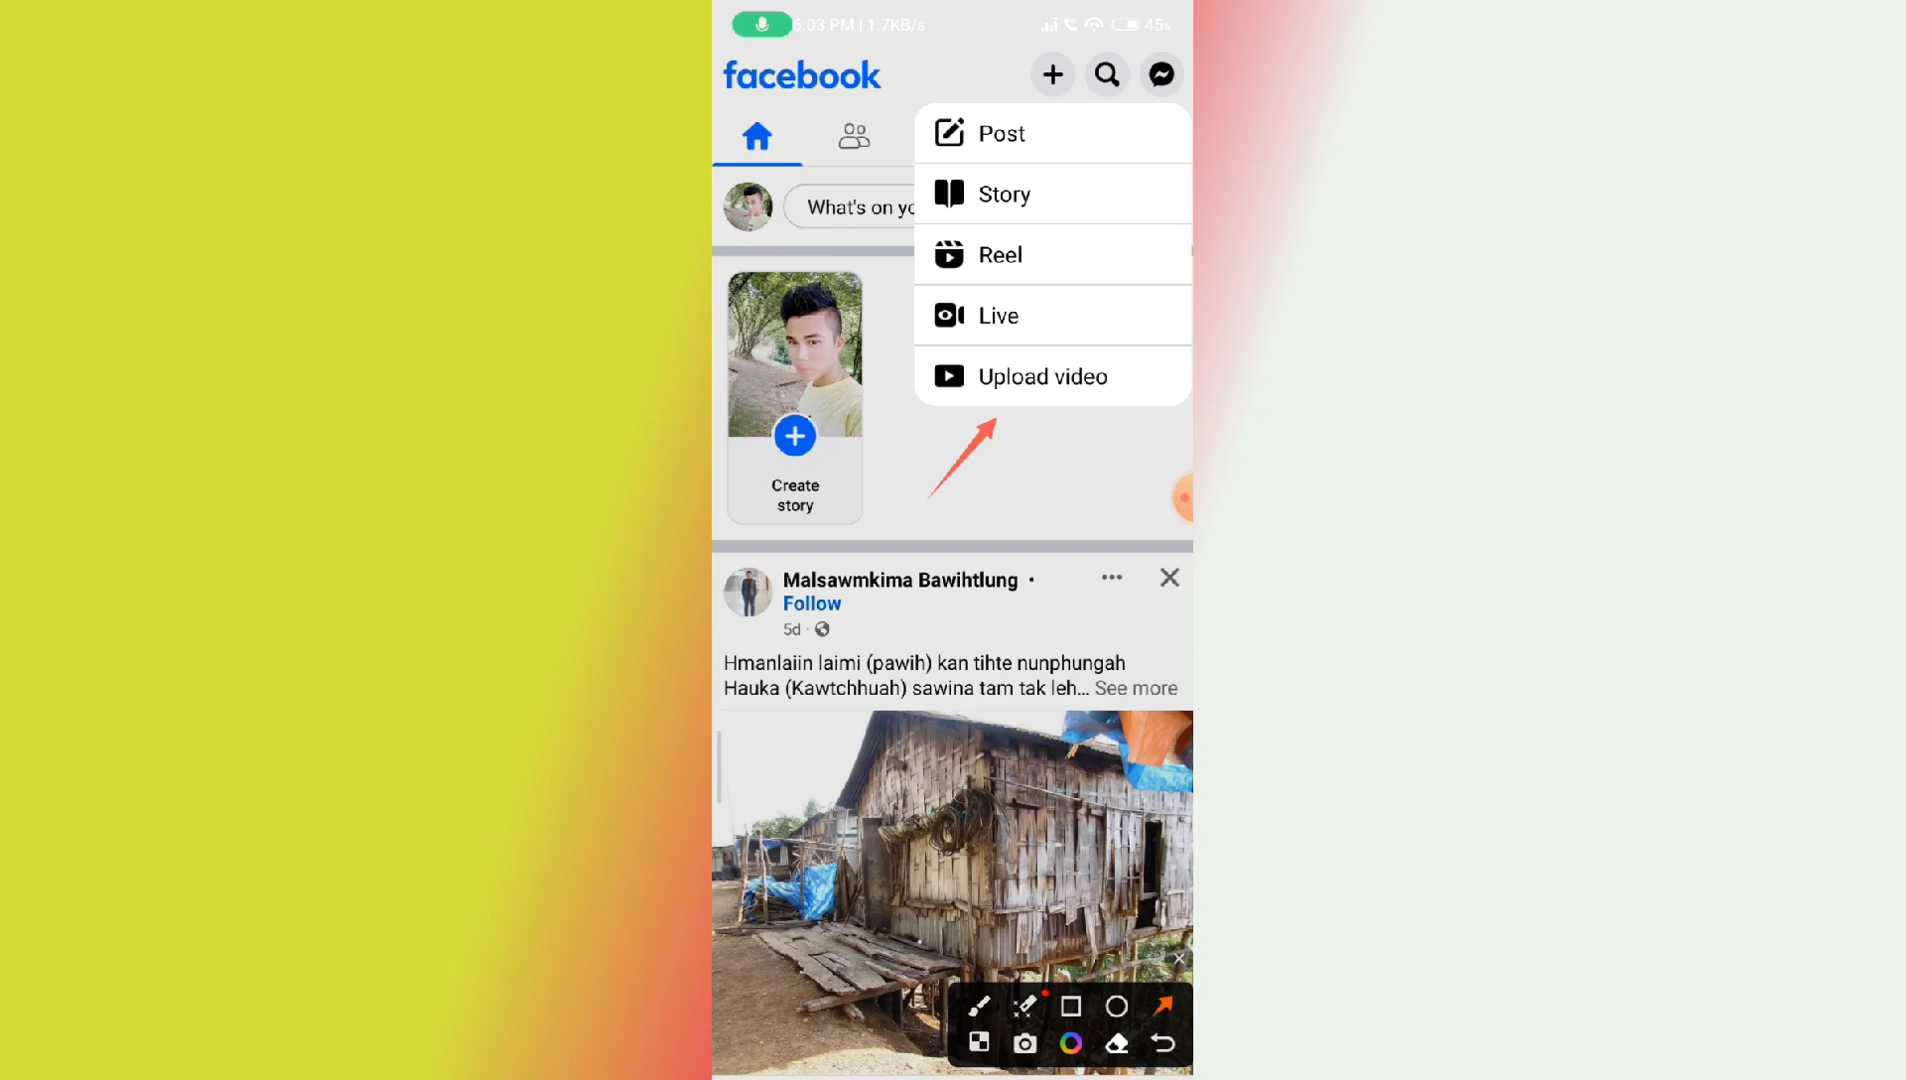 6:03 PM | 1.7KB/s
45%
facebook
Post
What's on yo
Story
Reel
Live
Upload video
Create
story
Malsawmkima Bawihtlung •
Follow
5d ·
Hmanlaiin laimi (pawih) kan tihte nunphungah
Hauka (Kawtchhuah) sawina tam tak leh... See more